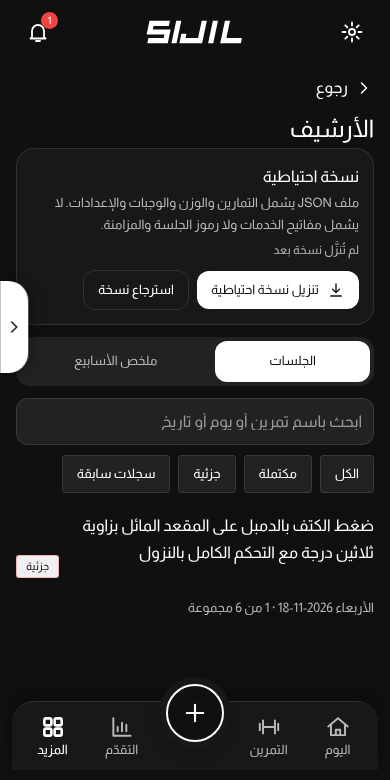 1
SIJIL
رجوع
الأرشيف
نسخة احتياطية
ملف JSON يشمل التمارين والوزن والوجبات والإعدادات. لا
يشمل مفاتيح الخدمات ولا رموز الجلسة والمزامنة.
لم تُنزَّل نسخة بعد
تنزيل نسخة احتياطية
استرجاع نسخة
الجلسات
ملخص الأسابيع
ابحث باسم تمرين أو يوم أو تاريخ
الكل
مكتملة
جزئية
سجلات سابقة
ضغط الكتف بالدمبل على المقعد المائل بزاوية
ثلاثين درجة مع التحكم الكامل بالنزول
جزئية
الأربعاء 2026-11-18 · 1 من 6 مجموعة
اليوم
التمرين
التقدّم
المزيد